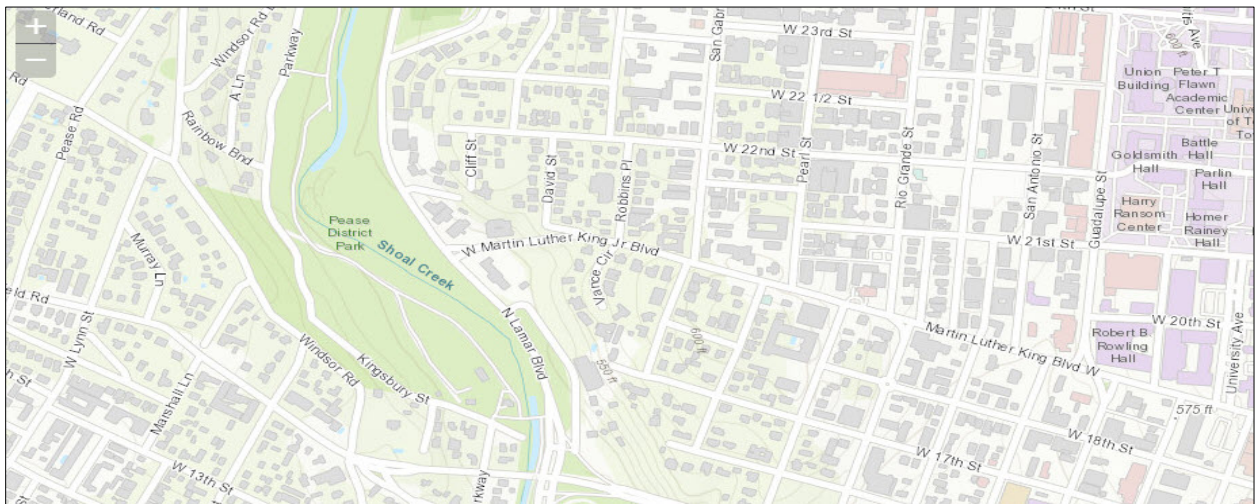 +
−
Windsor Rd
Parkway
A Ln
Rd
Pease Rd
Rainbow Bnd
Murray Ln
Pease
District
Park
Shoal Creek
W Lynn St
Marshall Ln
Windsor Rd
Kingsbury St
W 13th St
N Lamar Blvd
Cliff St
David St
Robbins Pl
W Martin Luther King Jr Blvd
Vance Cir
585 ft
600 ft
W 23rd St
W 22 1/2 St
W 22nd St
Pearl St
Rio Grande St
San Antonio St
Guadalupe St
W 21st St
600 ft
Union
Building
Peter T
Flawn
Academic
Center
Battle
Hall
Goldsmith
Hall
Parlin
Hall
Harry
Ransom
Center
Homer
Rainey
Hall
W 20th St
Robert B
Rowling
Hall
University Ave
Martin Luther King Blvd W
575 ft
W 18th St
W 17th St